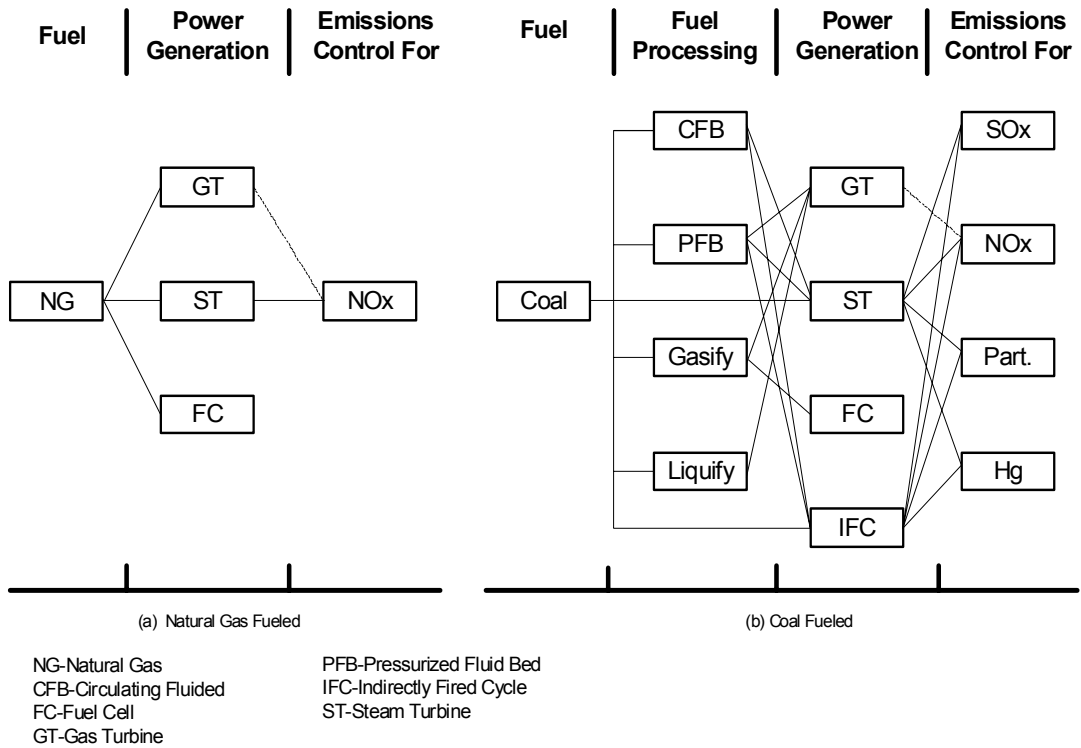 Fuel
Power
Generation
Emissions
Control For
GT
NG
ST
NOx
FC
(a) Natural Gas Fueled
Fuel
Fuel
Processing
Power
Generation
Emissions
Control For
CFB
SOx
GT
PFB
NOx
Coal
ST
Gasify
Part.
FC
Liquify
Hg
IFC
(b) Coal Fueled
NG-Natural Gas
CFB-Circulating Fluided
FC-Fuel Cell
GT-Gas Turbine
PFB-Pressurized Fluid Bed
IFC-Indirectly Fired Cycle
ST-Steam Turbine